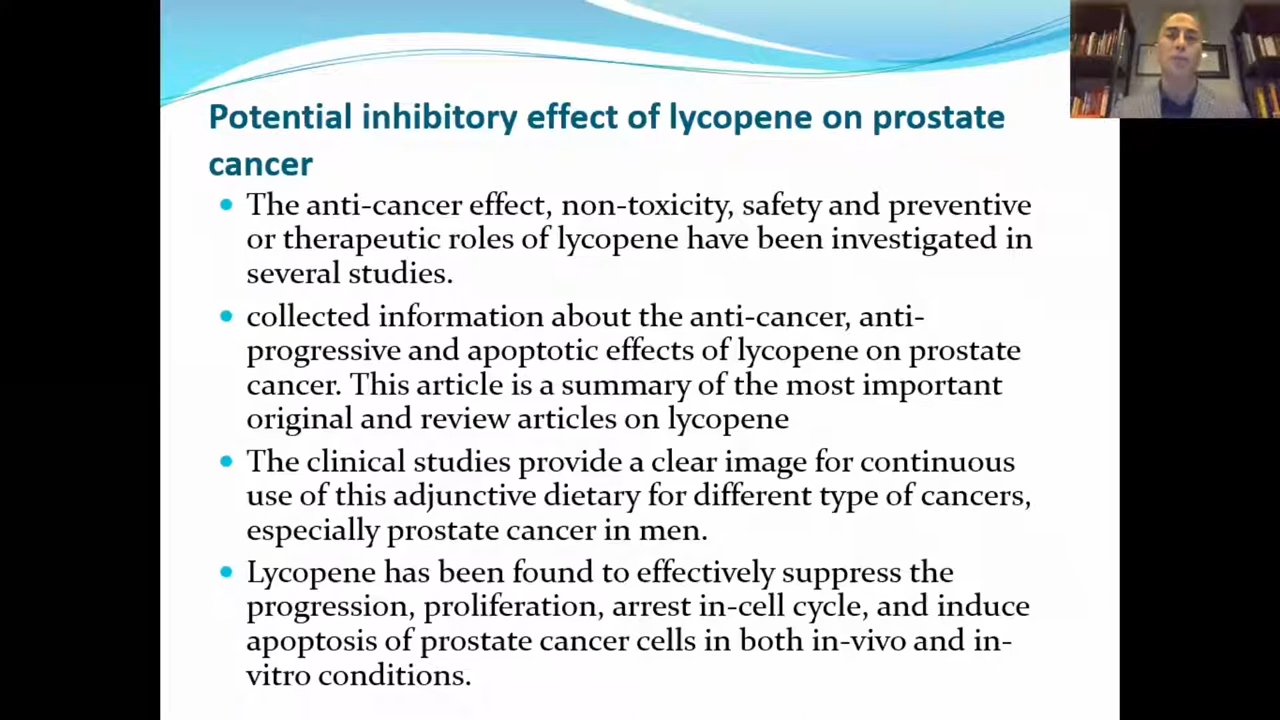 Potential inhibitory effect of lycopene on prostate
cancer
The anti-cancer effect, non-toxicity, safety and preventive
or therapeutic roles of lycopene have been investigated in
several studies.
collected information about the anti-cancer, anti-
progressive and apoptotic effects of lycopene on prostate
cancer. This article is a summary of the most important
original and review articles on lycopene
The clinical studies provide a clear image for continuous
use of this adjunctive dietary for different type of cancers,
especially prostate cancer in men.
Lycopene has been found to effectively suppress the
progression, proliferation, arrest in-cell cycle, and induce
apoptosis of prostate cancer cells in both in-vivo and in-
vitro conditions.